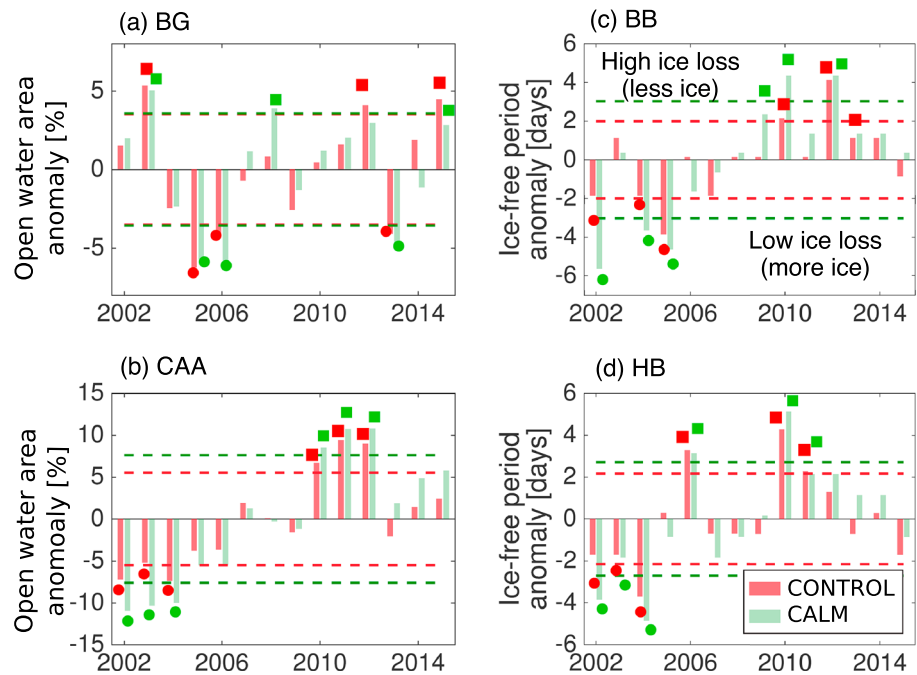 (a) BG
Open water area
anomaly [%]
5
0
-5
2002 2006 2010 2014
(c) BB
Ice-free period
anomaly [days]
6
4
2
0
-2
-4
-6
High ice loss
(less ice)
Low ice loss
(more ice)
2002 2006 2010 2014
(b) CAA
Open water area
anomoaly [%]
15
10
5
0
-5
-10
-15
2002 2006 2010 2014
(d) HB
Ice-free period
anomaly [days]
6
4
2
0
-2
-4
-6
CONTROL
CALM
2002 2006 2010 2014